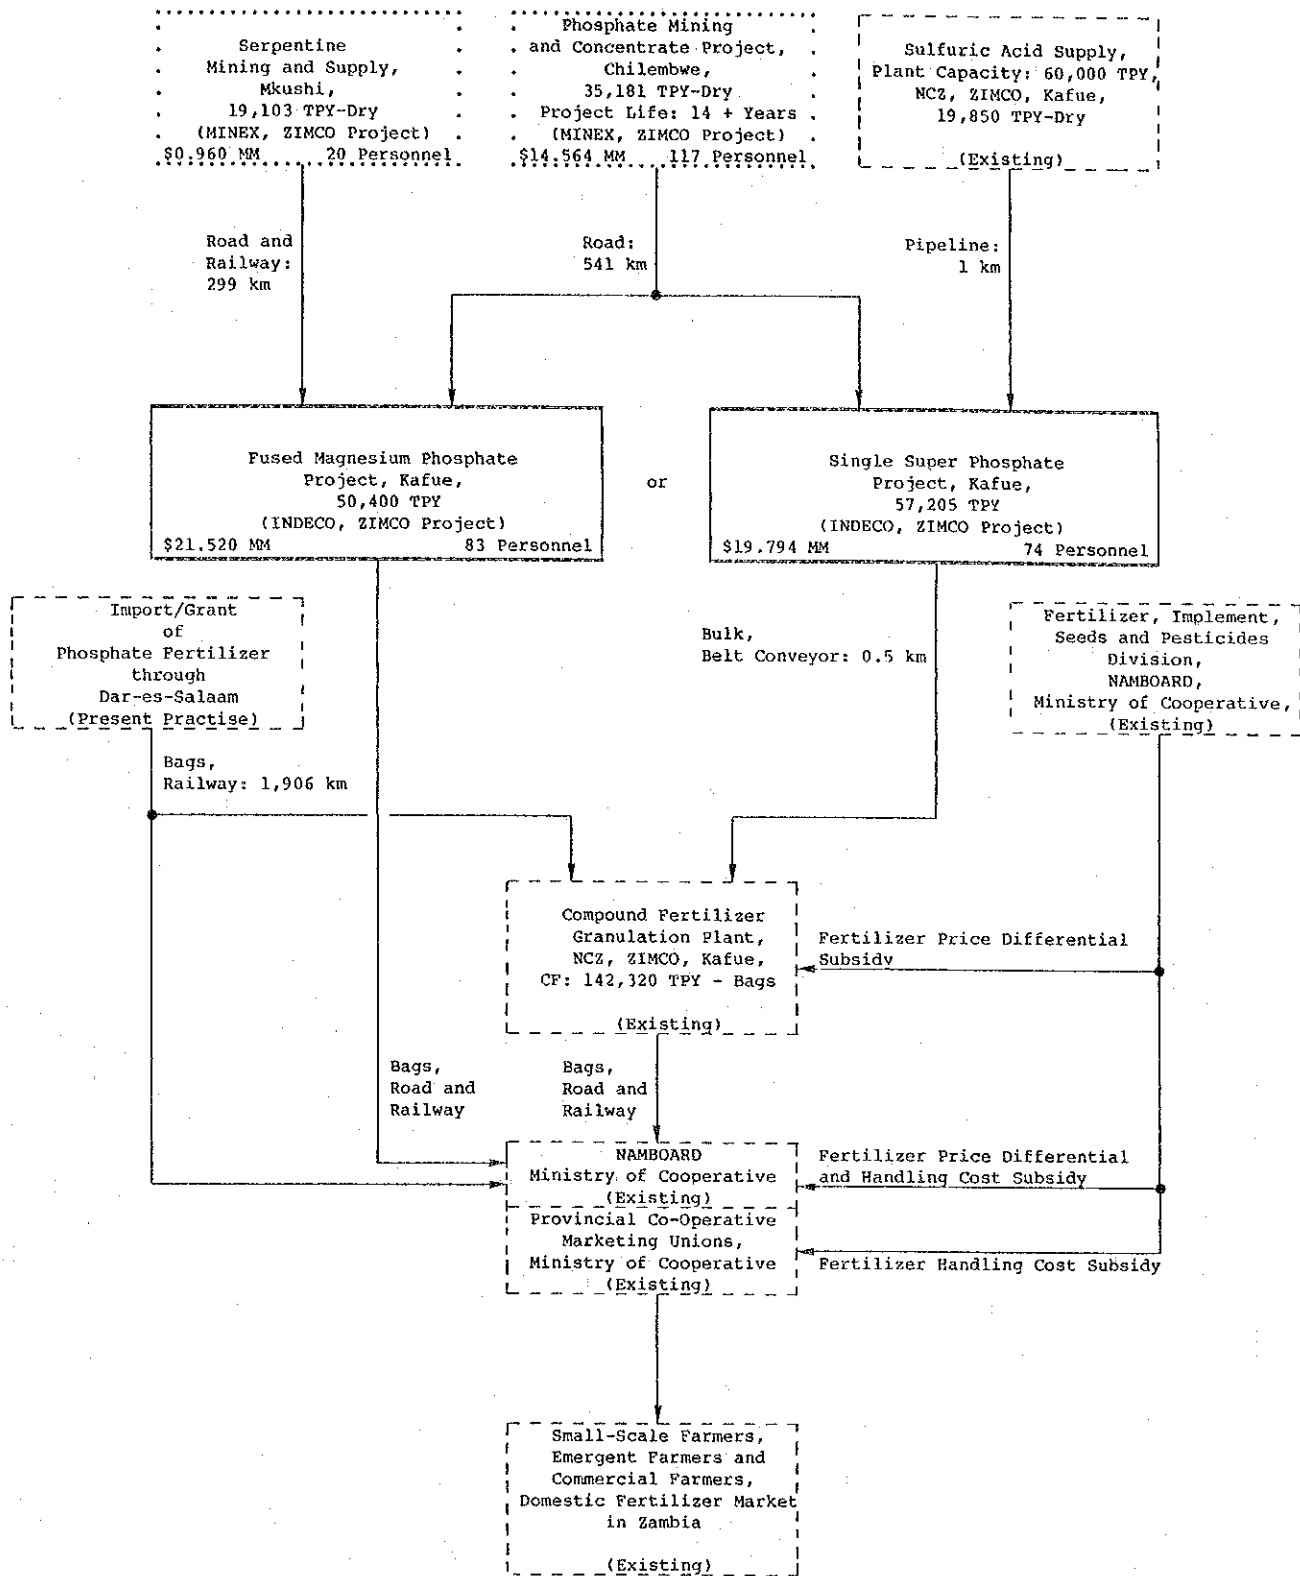 Serpentine
Mining and Supply,
Mkushi,
19,103 TPY-Dry
(MINEX, ZIMCO Project)
$0.960 MM 20 Personnel
Phosphate Mining
and Concentrate Project,
Chilembwe,
35,181 TPY-Dry
Project Life: 14 + Years
(MINEX, ZIMCO Project)
$14.564 MM 117 Personnel
Sulfuric Acid Supply,
Plant Capacity: 60,000 TPY,
NCZ, ZIMCO, Kafue,
19,850 TPY-Dry
(Existing)
Road and
Railway:
299 km
Road:
541 km
Pipeline:
1 km
Fused Magnesium Phosphate
Project, Kafue,
50,400 TPY
(INDECO, ZIMCO Project)
$21.520 MM 83 Personnel
or
Single Super Phosphate
Project, Kafue,
57,205 TPY
(INDECO, ZIMCO Project)
$19.794 MM 74 Personnel
Import/Grant
of
Phosphate Fertilizer
through
Dar-es-Salaam
(Present Practise)
Bulk,
Belt Conveyor: 0.5 km
Fertilizer, Implement,
Seeds and Pesticides
Division,
NAMBOARD,
Ministry of Cooperative,
(Existing)
Bags,
Railway: 1,906 km
Compound Fertilizer
Granulation Plant,
NCZ, ZIMCO, Kafue,
CF: 142,320 TPY - Bags
(Existing)
Fertilizer Price Differential
Subsidy
Bags,
Road and
Railway
Bags,
Road and
Railway
NAMBOARD
Ministry of Cooperative
(Existing)
Fertilizer Price Differential
and Handling Cost Subsidy
Provincial Co-Operative
Marketing Unions,
Ministry of Cooperative
(Existing)
Fertilizer Handling Cost Subsidy
Small-Scale Farmers,
Emergent Farmers and
Commercial Farmers,
Domestic Fertilizer Market
in Zambia
(Existing)